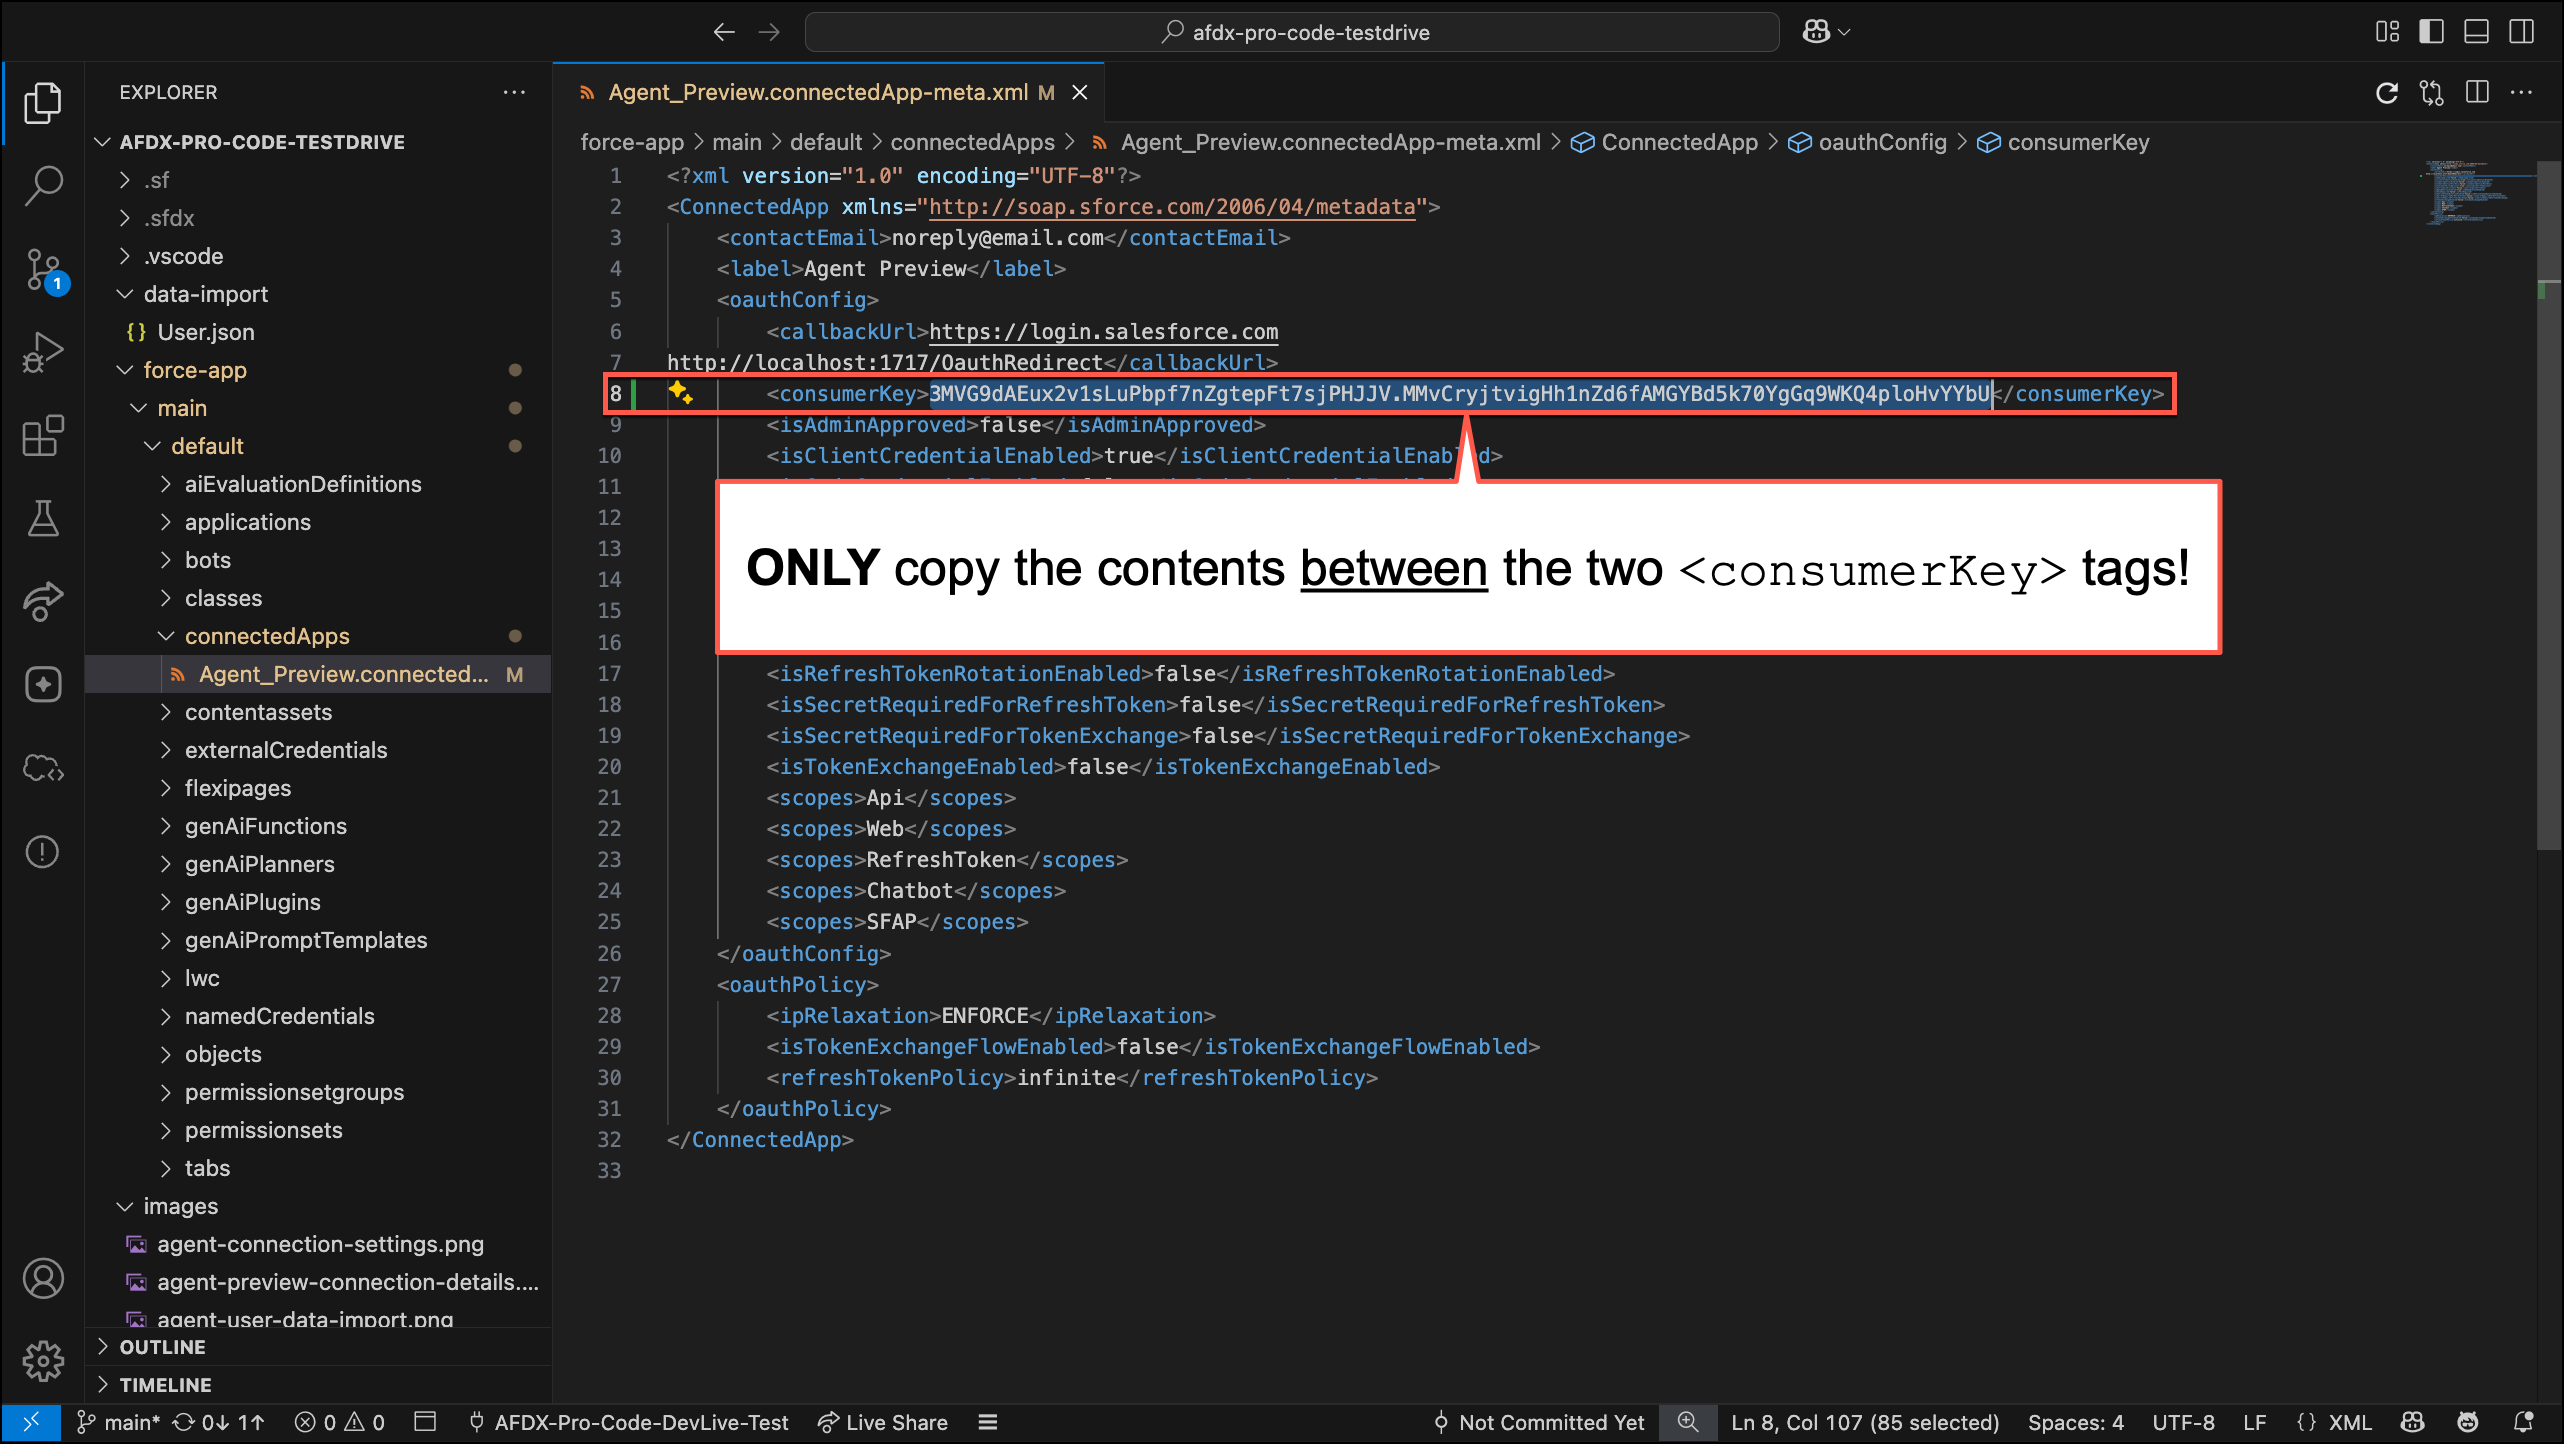 afdx-pro-code-testdrive
EXPLORER
AFDX-PRO-CODE-TESTDRIVE
.sf
.sfdx
.vscode
data-import
{} User.json
force-app
main
default
aiEvaluationDefinitions
applications
bots
classes
connectedApps
Agent_Preview.connected... M
contentassets
externalCredentials
flexipages
genAiFunctions
genAiPlanners
genAiPlugins
genAiPromptTemplates
lwc
namedCredentials
objects
permissionsetgroups
permissionsets
tabs
images
agent-connection-settings.png
agent-preview-connection-details....
agent-user-data-import.png
OUTLINE
TIMELINE
1
Agent_Preview.connectedApp-meta.xml M
force-app > main > default > connectedApps > Agent_Preview.connectedApp-meta.xml > ConnectedApp > oauthConfig > consumerKey
1 <?xml version="1.0" encoding="UTF-8"?>
2 <ConnectedApp xmlns="http://soap.sforce.com/2006/04/metadata">
3 <contactEmail>noreply@email.com</contactEmail>
4 <label>Agent Preview</label>
5 <oauthConfig>
6 <callbackUrl>https://login.salesforce.com
7 http://localhost:1717/OauthRedirect</callbackUrl>
8 <consumerKey>3MVG9dAEux2v1sLuPbpf7nZgtepFt7sjPHJJV.MMvCryjtvigHh1nZd6fAMGYBd5k70YgGq9WKQ4ploHvYYbU</consumerKey>
9 <isAdminApproved>false</isAdminApproved>
10 <isClientCredentialEnabled>true</isClientCredentialEnabled>
11
12
13
14
15
16
ONLY copy the contents between the two <consumerKey> tags!
17 <isRefreshTokenRotationEnabled>false</isRefreshTokenRotationEnabled>
18 <isSecretRequiredForRefreshToken>false</isSecretRequiredForRefreshToken>
19 <isSecretRequiredForTokenExchange>false</isSecretRequiredForTokenExchange>
20 <isTokenExchangeEnabled>false</isTokenExchangeEnabled>
21 <scopes>Api</scopes>
22 <scopes>Web</scopes>
23 <scopes>RefreshToken</scopes>
24 <scopes>Chatbot</scopes>
25 <scopes>SFAP</scopes>
26 </oauthConfig>
27 <oauthPolicy>
28 <ipRelaxation>ENFORCE</ipRelaxation>
29 <isTokenExchangeFlowEnabled>false</isTokenExchangeFlowEnabled>
30 <refreshTokenPolicy>infinite</refreshTokenPolicy>
31 </oauthPolicy>
32 </ConnectedApp>
33
main* 0↓ 1↑ 0 0 AFDX-Pro-Code-DevLive-Test Live Share Not Committed Yet Ln 8, Col 107 (85 selected) Spaces: 4 UTF-8 LF {} XML